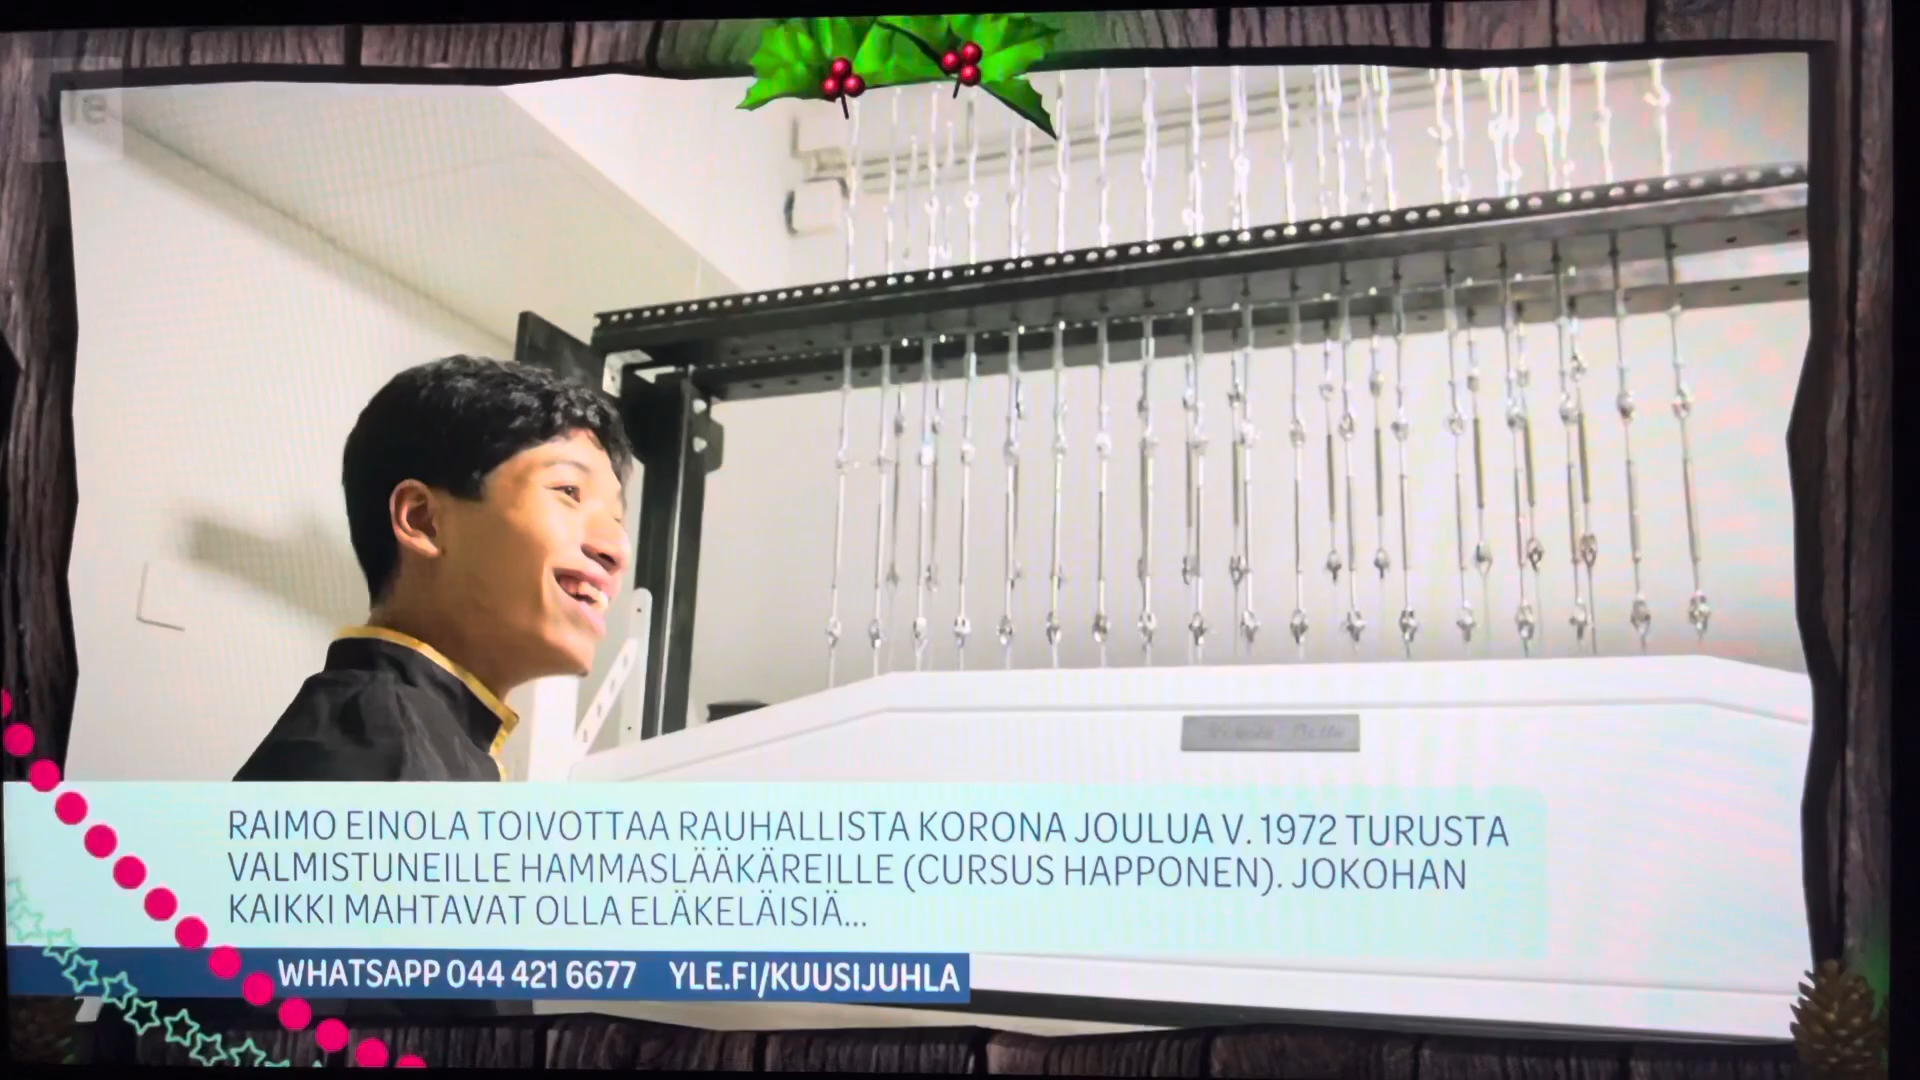 yle
RAIMO EINOLA TOIVOTTAA RAUHALLISTA KORONA JOULUA V. 1972 TURUSTA
VALMISTUNEILLE HAMMASLÄÄKÄREILLE (CURSUS HAPPONEN). JOKOHAN
KAIKKI MAHTAVAT OLLA ELÄKELÄISIÄ...
WHATSAPP 044 421 6677 YLE.FI/KUUSIJUHLA